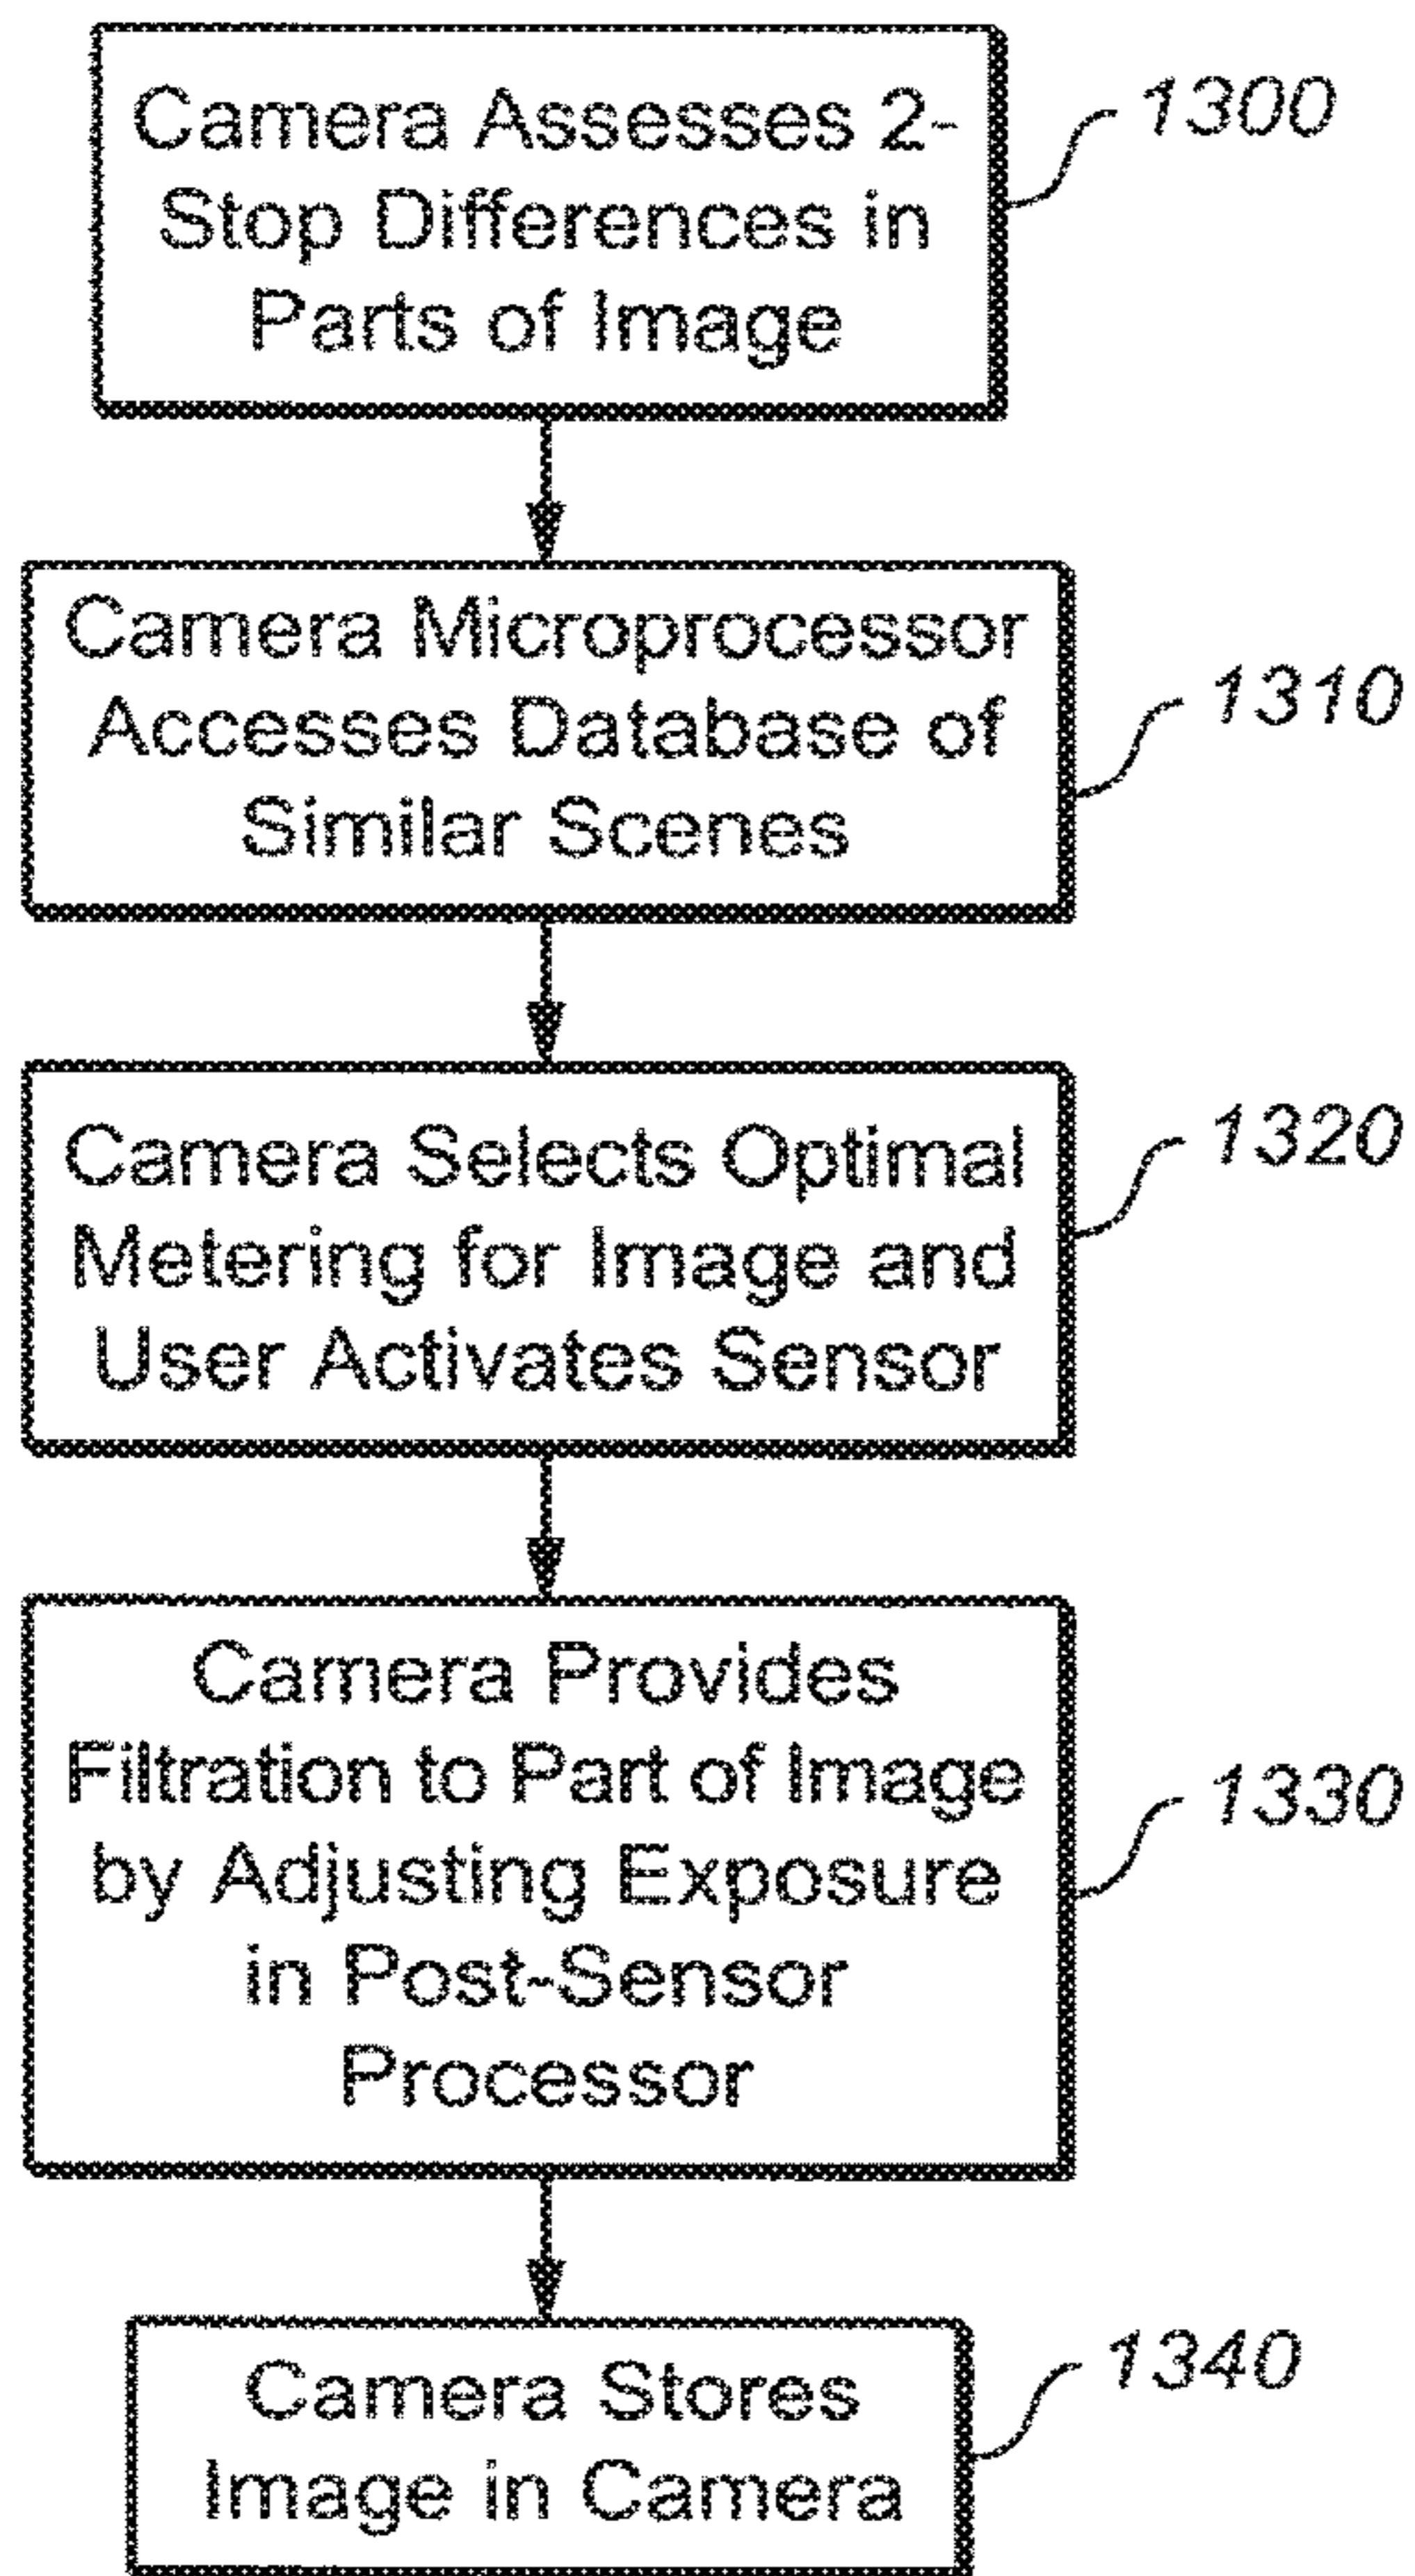 Camera Assesses 2-
Stop Differences in
Parts of Image
1300
Camera Microprocessor
Accesses Database of
Similar Scenes
1310
Camera Selects Optimal
Metering for Image and
User Activates Sensor
1320
Camera Provides
Filtration to Part of Image
by Adjusting Exposure
in Post-Sensor
Processor
1330
Camera Stores
Image in Camera
1340